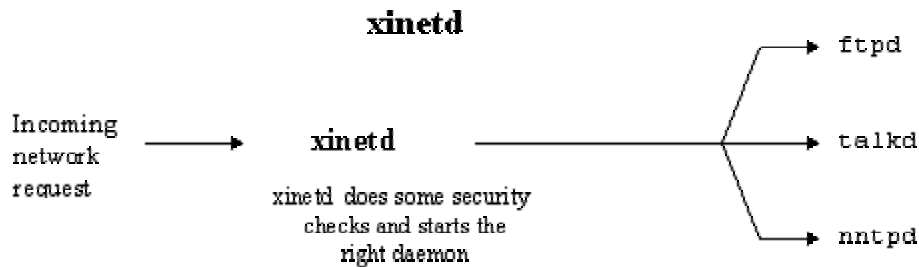 xinetd
Incoming
network
request
xinetd
xinetd does some security
checks and starts the
right daemon
ftpd
talkd
nntpd